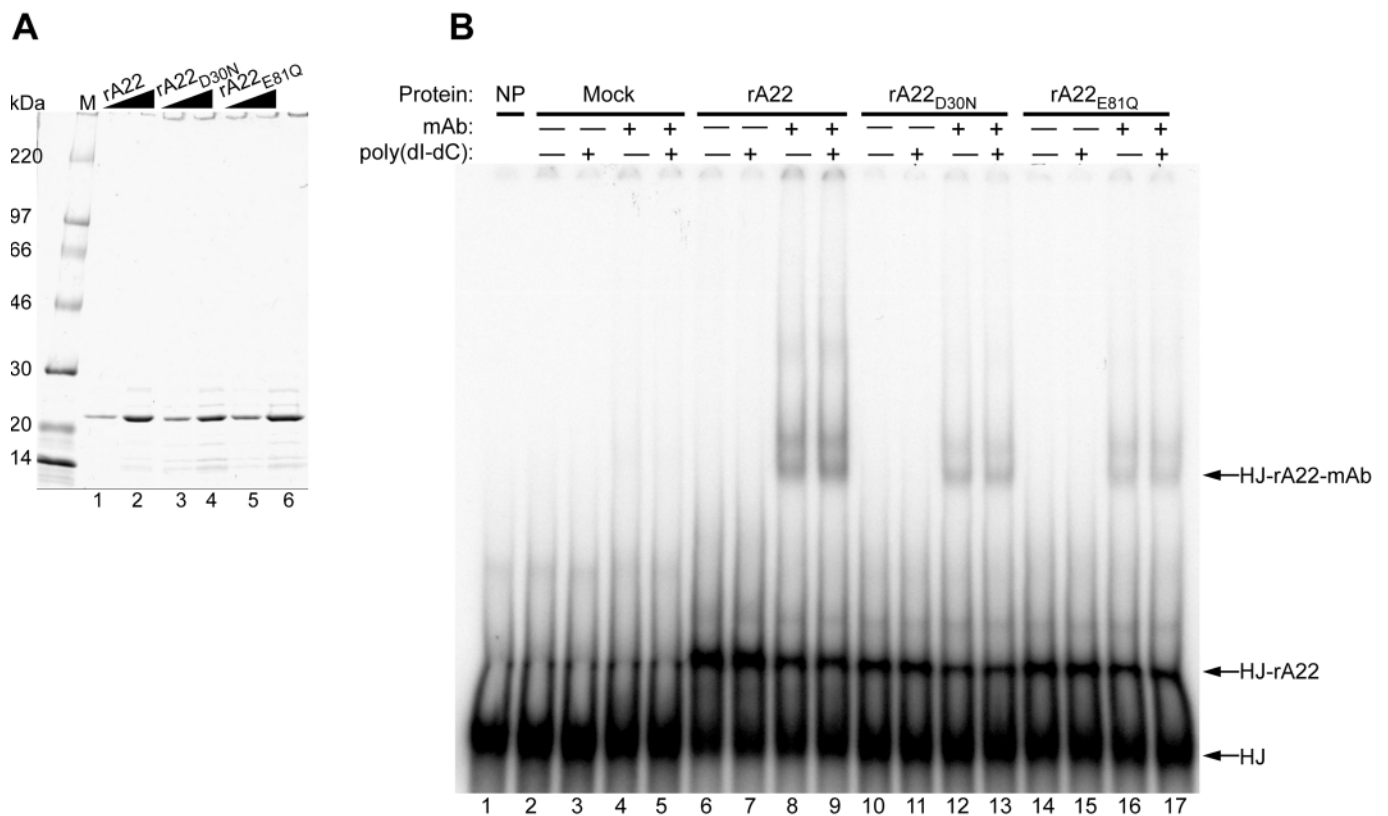 A
kDa M rA22 rA22D30N rA22E81Q
220
97
66
46
30
20
14
1 2 3 4 5 6
B
Protein: NP Mock rA22 rA22D30N rA22E81Q
mAb: — — + + — — + + — — + + — — + +
poly(dI-dC): — + — + — + — + — + — + — + — +
HJ-rA22-mAb
HJ-rA22
HJ
1 2 3 4 5 6 7 8 9 10 11 12 13 14 15 16 17